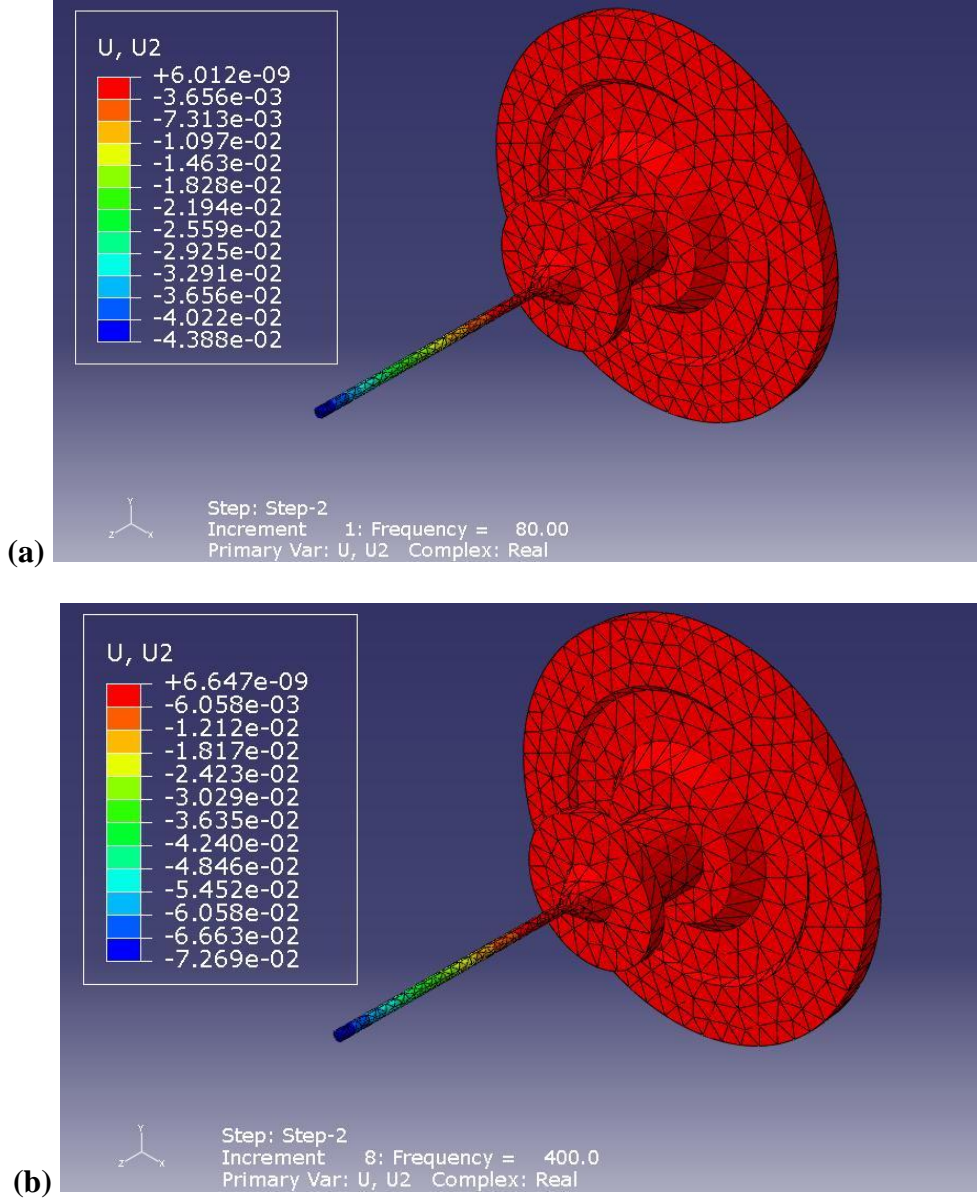 U, U2
+6.012e-09
-3.656e-03
-7.313e-03
-1.097e-02
-1.463e-02
-1.828e-02
-2.194e-02
-2.559e-02
-2.925e-02
-3.291e-02
-3.656e-02
-4.022e-02
-4.388e-02
Y
Z X
Step: Step-2
Increment 1: Frequency = 80.00
Primary Var: U, U2 Complex: Real
(a)
U, U2
+6.647e-09
-6.058e-03
-1.212e-02
-1.817e-02
-2.423e-02
-3.029e-02
-3.635e-02
-4.240e-02
-4.846e-02
-5.452e-02
-6.058e-02
-6.663e-02
-7.269e-02
Y
Z X
Step: Step-2
Increment 8: Frequency = 400.0
Primary Var: U, U2 Complex: Real
(b)